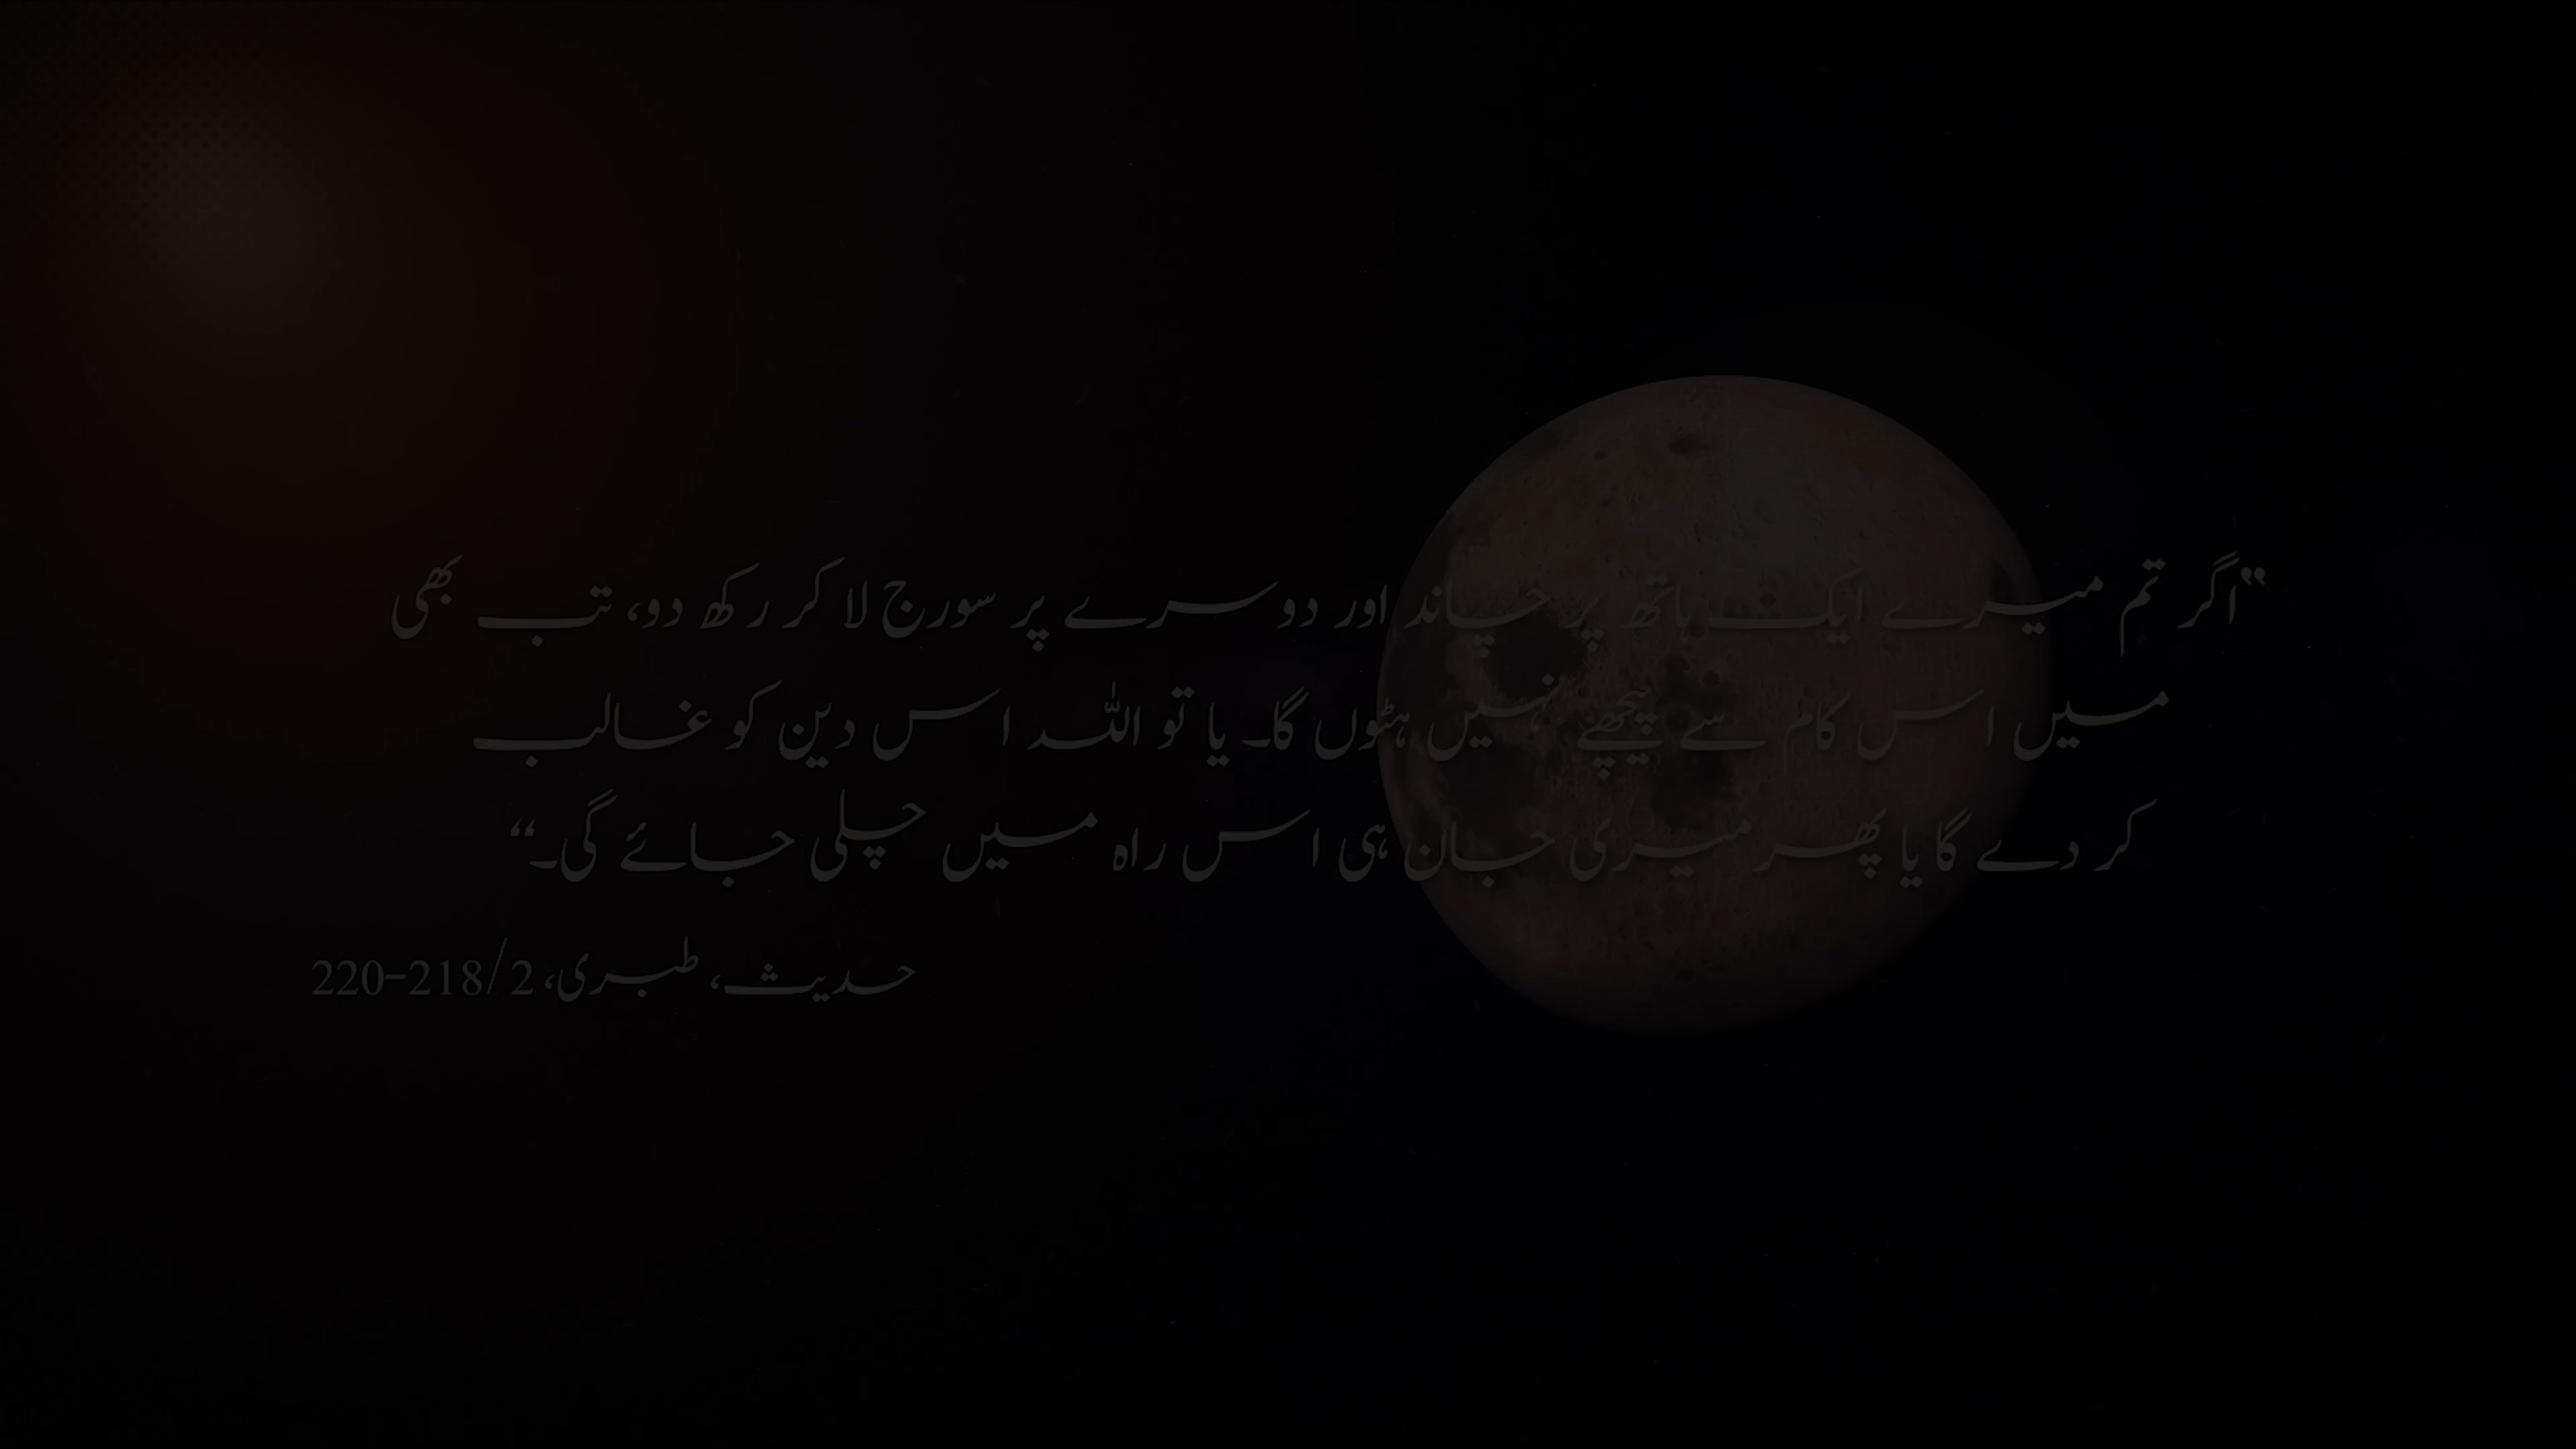 ”اگر تم میرے ایک ہاتھ پر چاند اور دوسرے پر سورج لا کر رکھ دو، تب بھی
میں اس کام سے پیچھے نہیں ہٹوں گا۔ یا تو اللہ اس دین کو غالب
کر دے گا یا پھر میری جان ہی اس راہ میں چلی جائے گی۔“
حدیث، طبری، 2/218-220